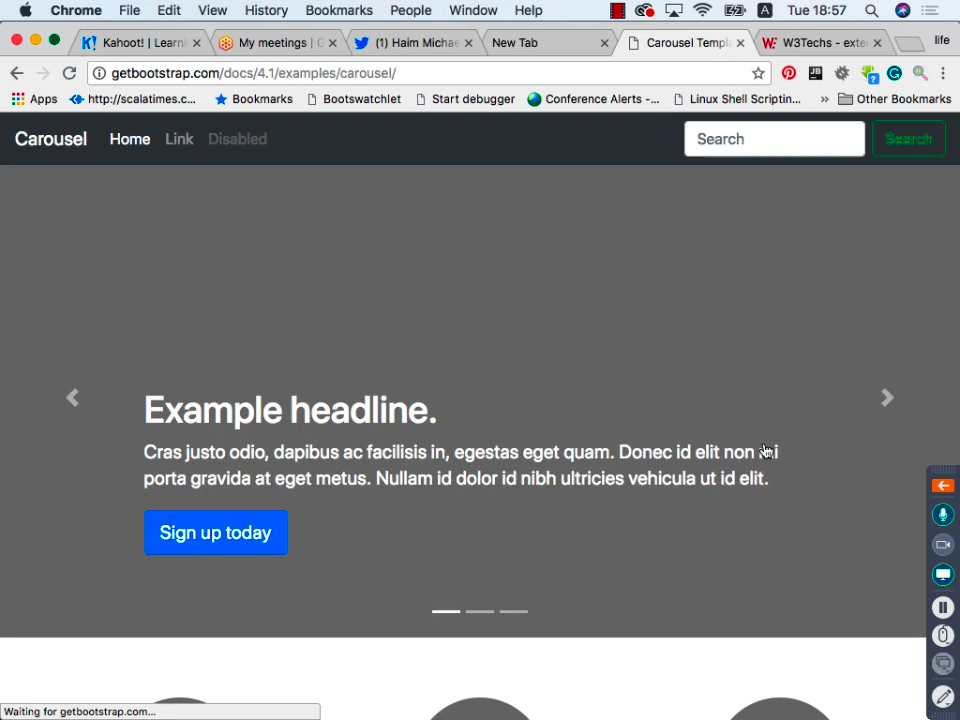 Chrome File Edit View History Bookmarks People Window Help A Tue 18:57
Kahoot! | Learni My meetings | G (1) Haim Michae New Tab Carousel Templ W3Techs - exte life
getbootstrap.com/docs/4.1/examples/carousel/
Apps http://scalatimes.c... Bookmarks Bootswatchlet Start debugger Conference Alerts -... Linux Shell Scriptin... » Other Bookmarks
Carousel Home Link Disabled Search Search
Example headline.
Cras justo odio, dapibus ac facilisis in, egestas eget quam. Donec id elit non mi
porta gravida at eget metus. Nullam id dolor id nibh ultricies vehicula ut id elit.
Sign up today
Waiting for getbootstrap.com...